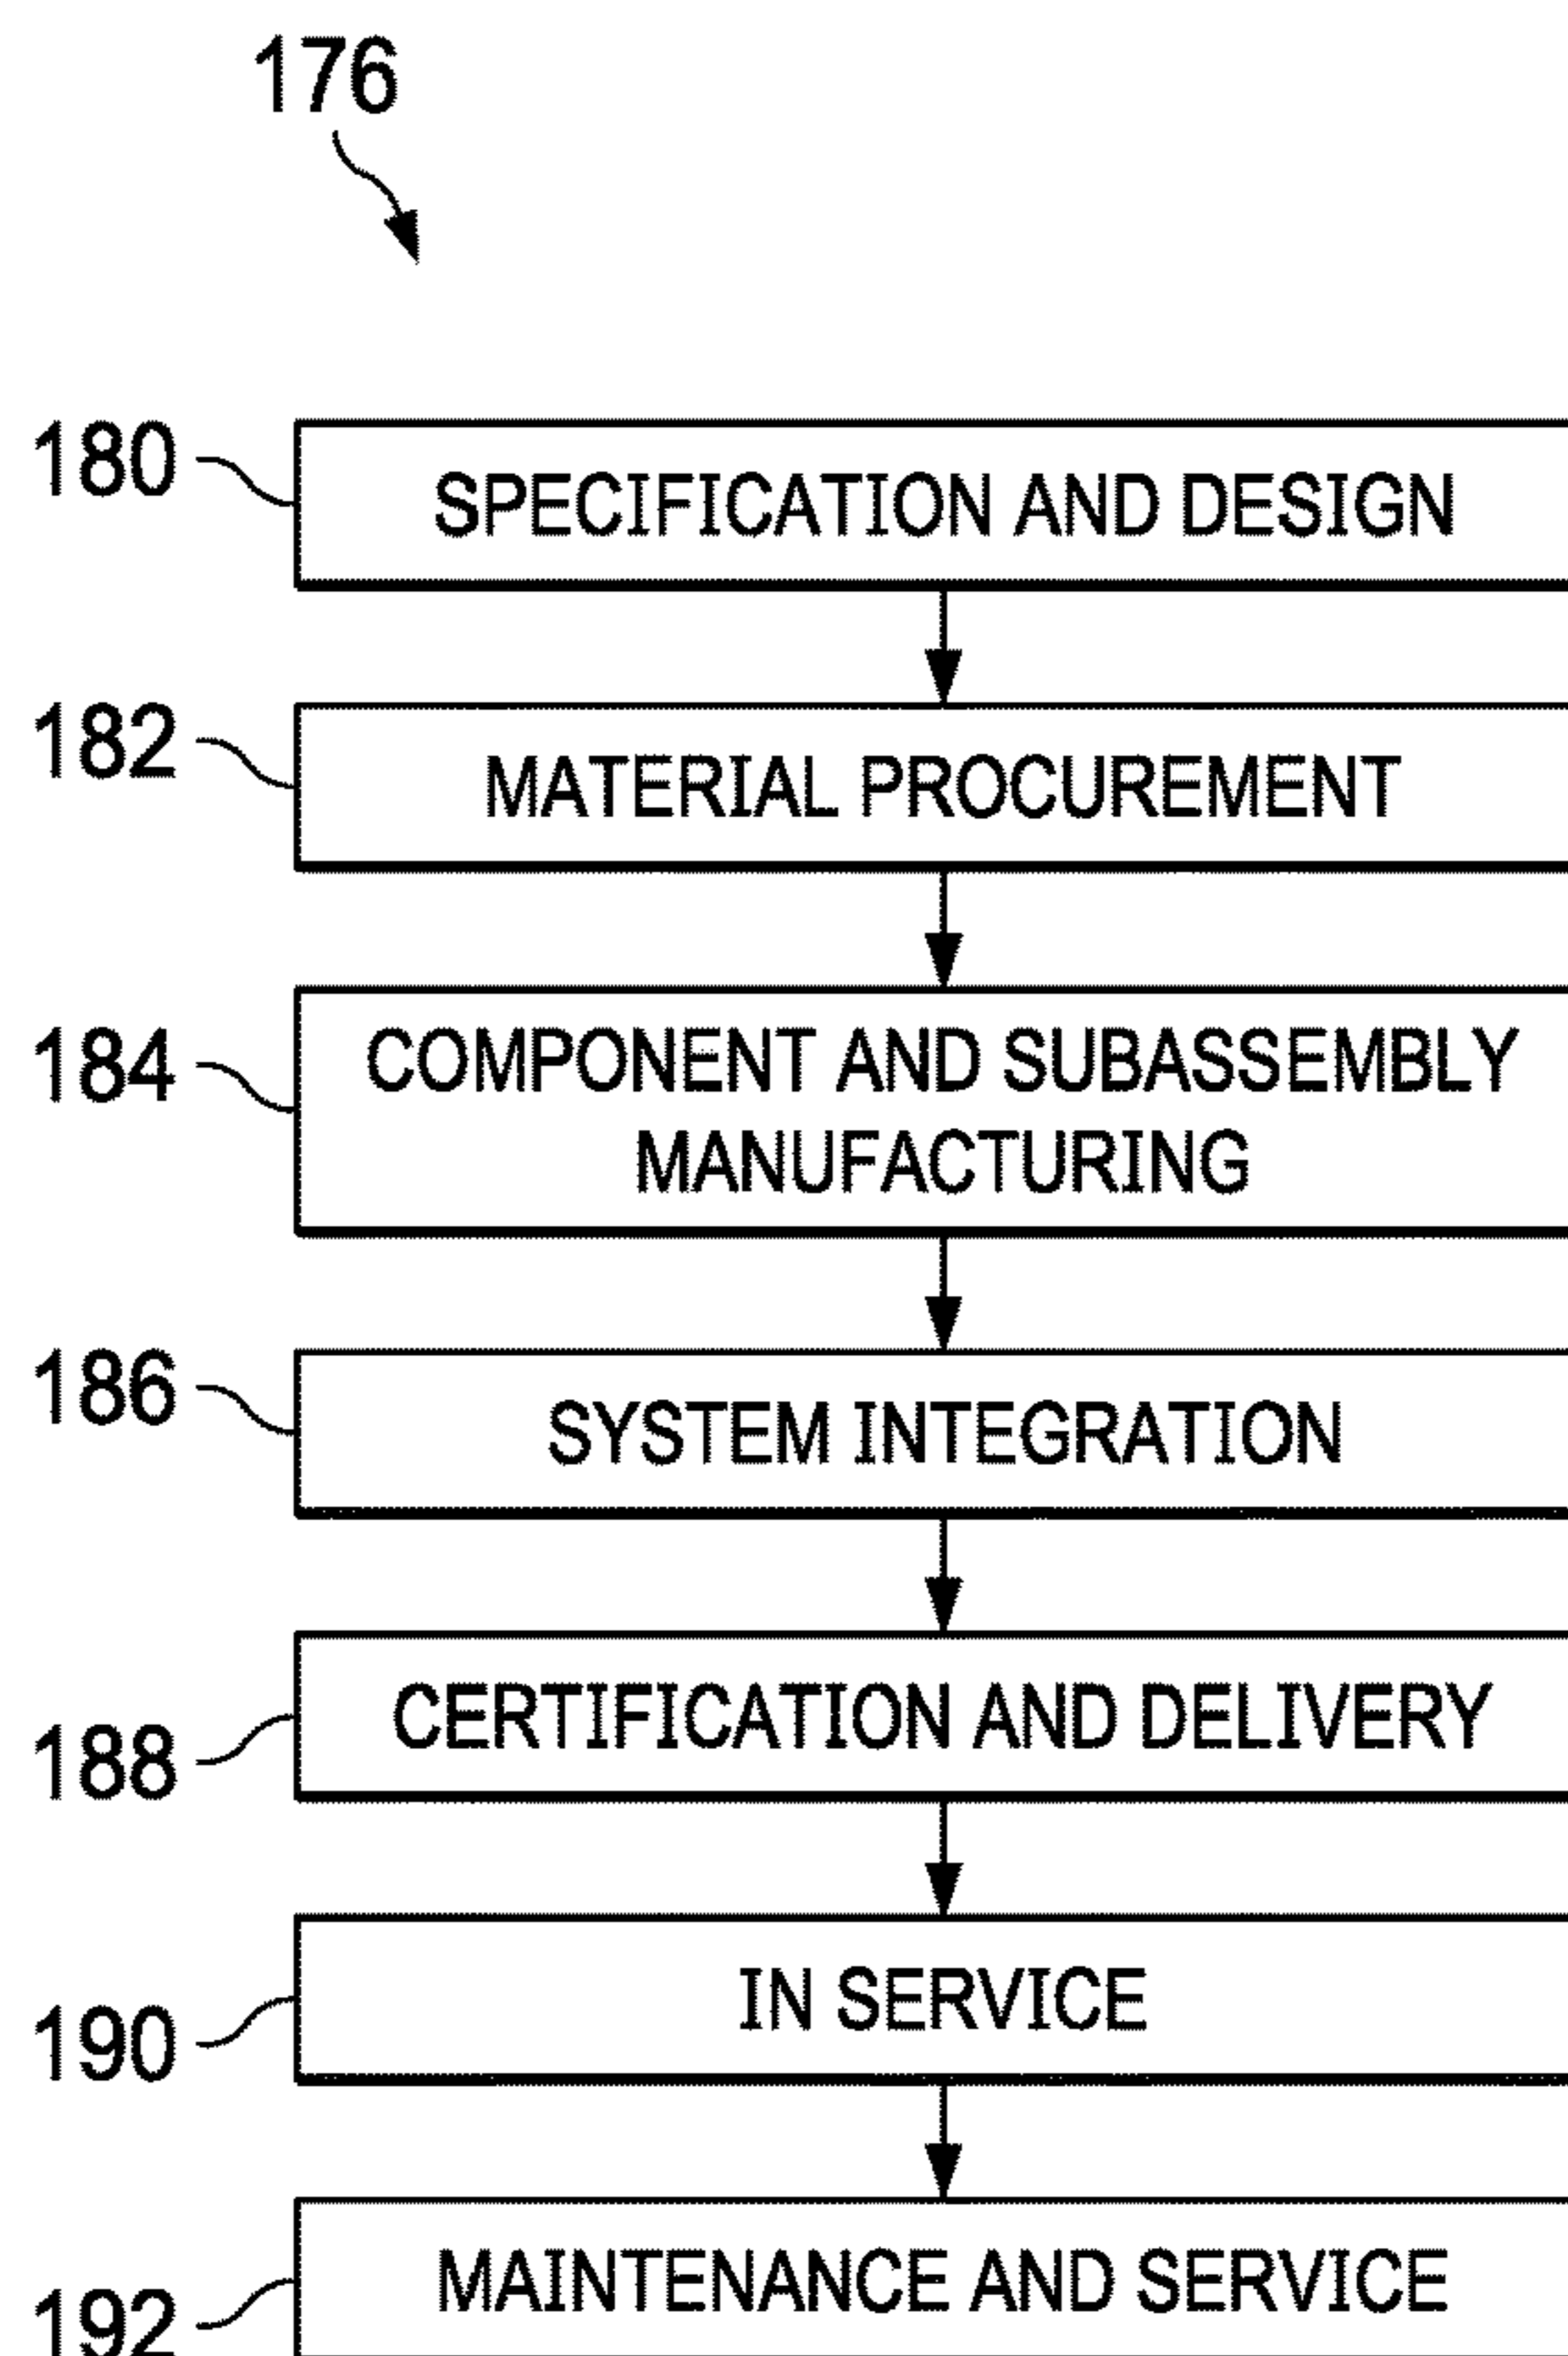 176
180
SPECIFICATION AND DESIGN
182
MATERIAL PROCUREMENT
184
COMPONENT AND SUBASSEMBLY
MANUFACTURING
186
SYSTEM INTEGRATION
188
CERTIFICATION AND DELIVERY
190
IN SERVICE
192
MAINTENANCE AND SERVICE